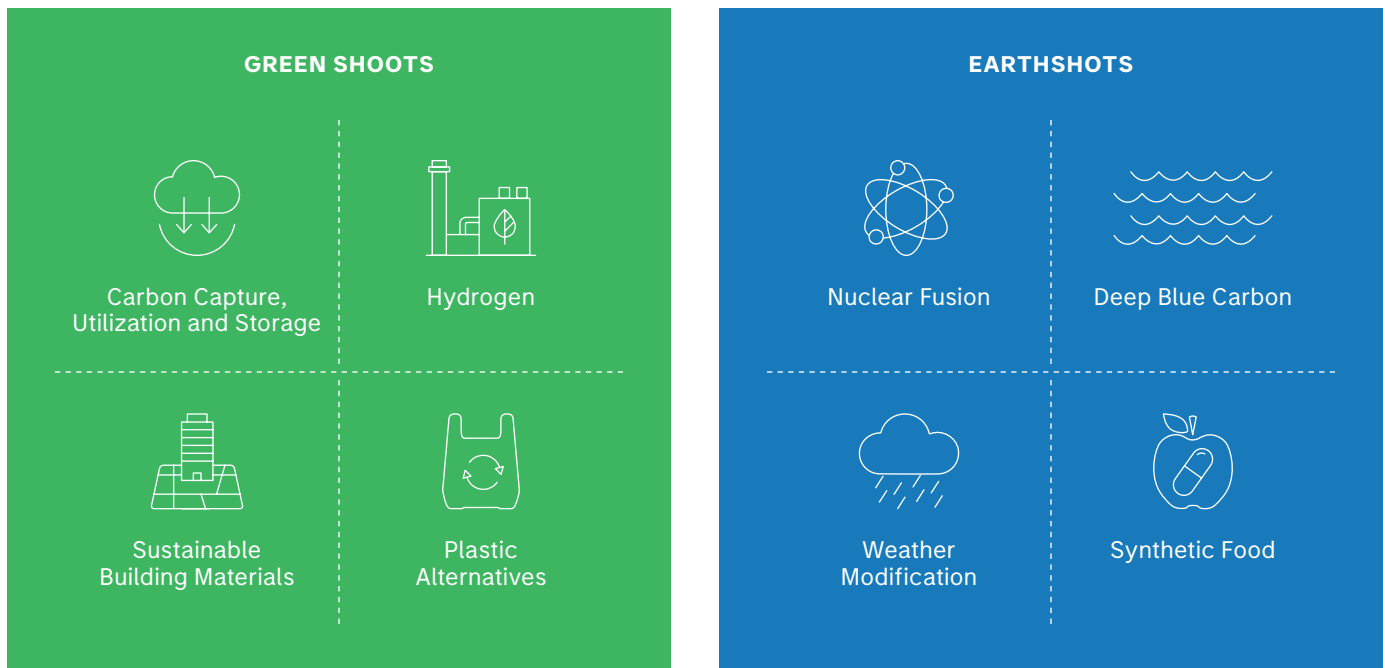 GREEN SHOOTS
Carbon Capture,
Utilization and Storage
Hydrogen
Sustainable
Building Materials
Plastic
Alternatives
EARTHSHOTS
Nuclear Fusion
Deep Blue Carbon
Weather
Modification
Synthetic Food